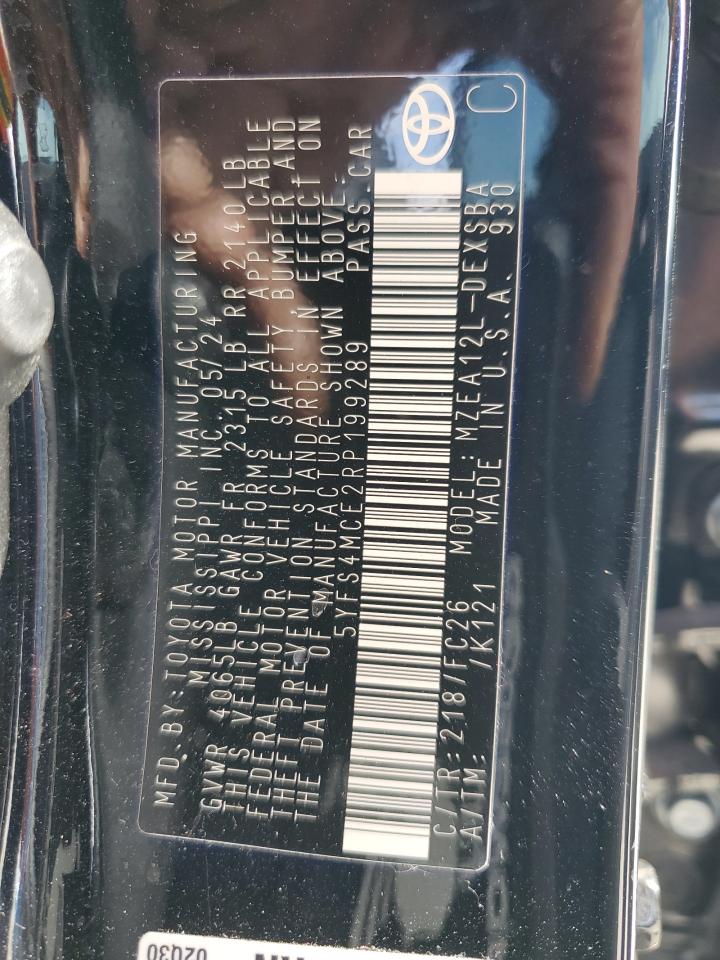 MFD.BY:TOYOTA MOTOR MANUFACTURING
MISSISSIPPI INC 05/24
GVWR 4065LB GAWR FR 2315 LB RR 2140LB
THIS VEHICLE CONFORMS TO ALL APPLICABLE
FEDERAL MOTOR VEHICLE SAFETY, BUMPER AND
THEFT PREVENTION STANDARDS IN EFFECT ON
THE DATE OF MANUFACTURE SHOWN ABOVE.
5YFS4MCE2RP199289 PASS.CAR
C/TR:218/FC26 MODEL:MZEA12L-DEXSBA
A/TM: /K121 MADE IN U.S.A. 930
C
02030